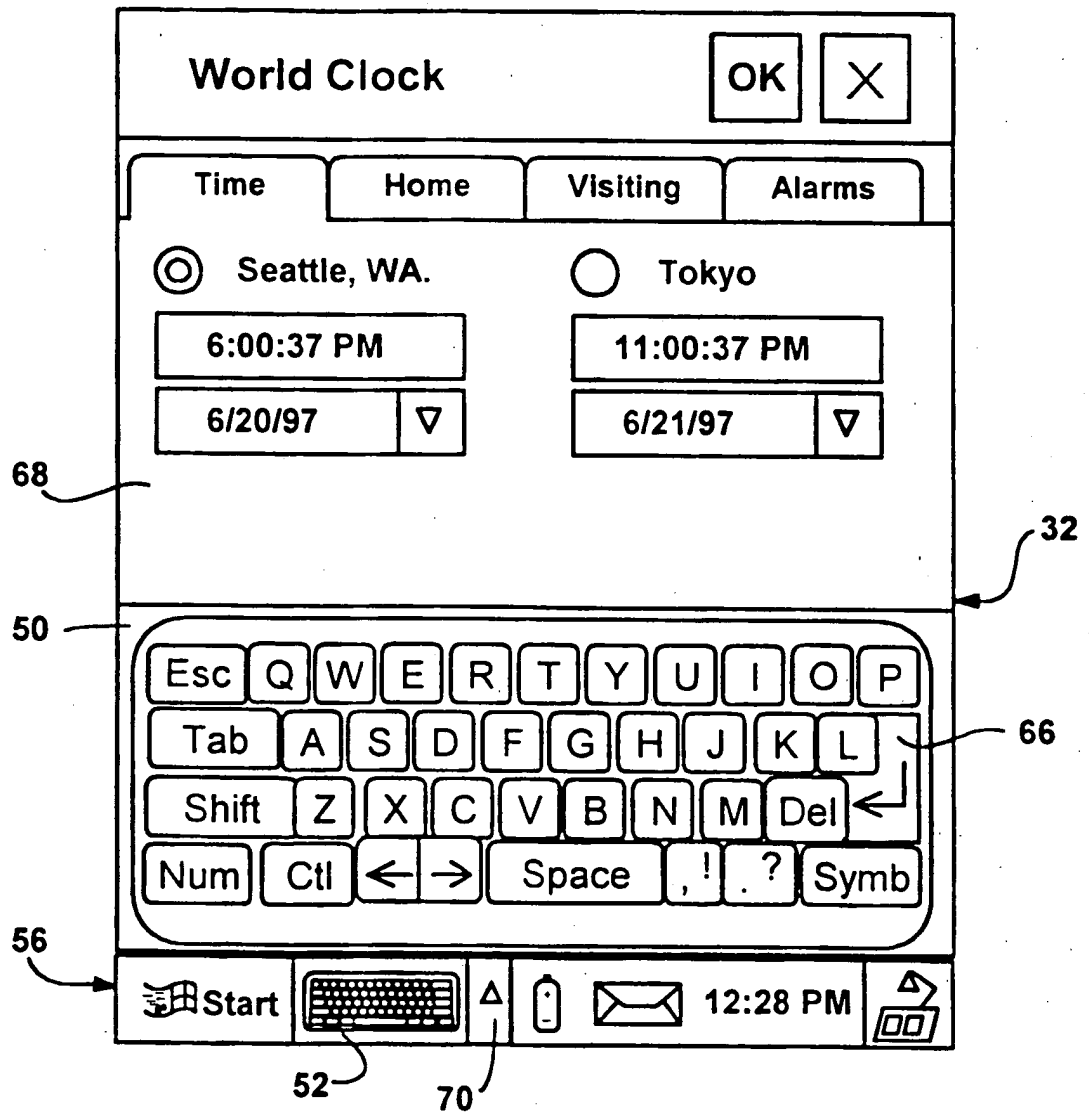 World Clock OK X
Time Home Visiting Alarms
Seattle, WA. Tokyo
6:00:37 PM 11:00:37 PM
6/20/97 6/21/97
68
32
50
Esc Q W E R T Y U I O P
Tab A S D F G H J K L
66
Shift Z X C V B N M Del
Num Ctl ← → Space , ! . ? Symb
56
Start 12:28 PM
52
70